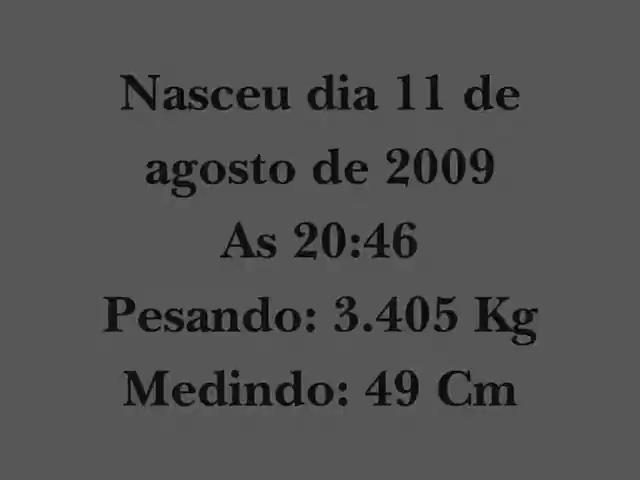 Nasceu dia 11 de
agosto de 2009
As 20:46
Pesando: 3.405 Kg
Medindo: 49 Cm